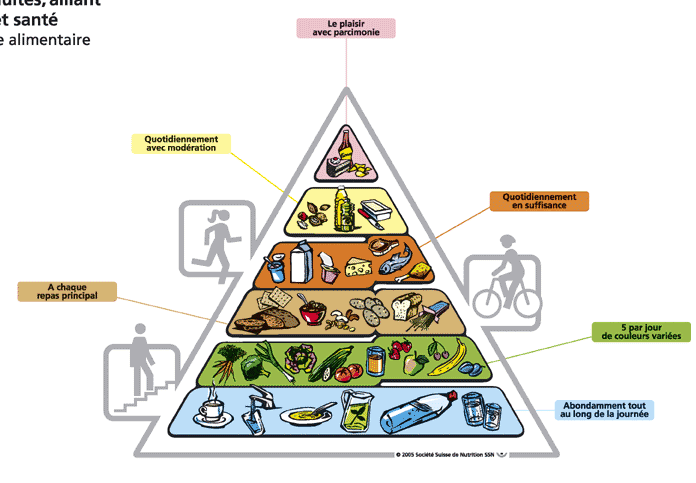 et santé
e alimentaire
Le plaisir
avec parcimonie
Quotidiennement
avec modération
Quotidiennement
en suffisance
A chaque
repas principal
5 par jour
de couleurs variées
Abondamment tout
au long de la journée
© 2005 Société Suisse de Nutrition SSN